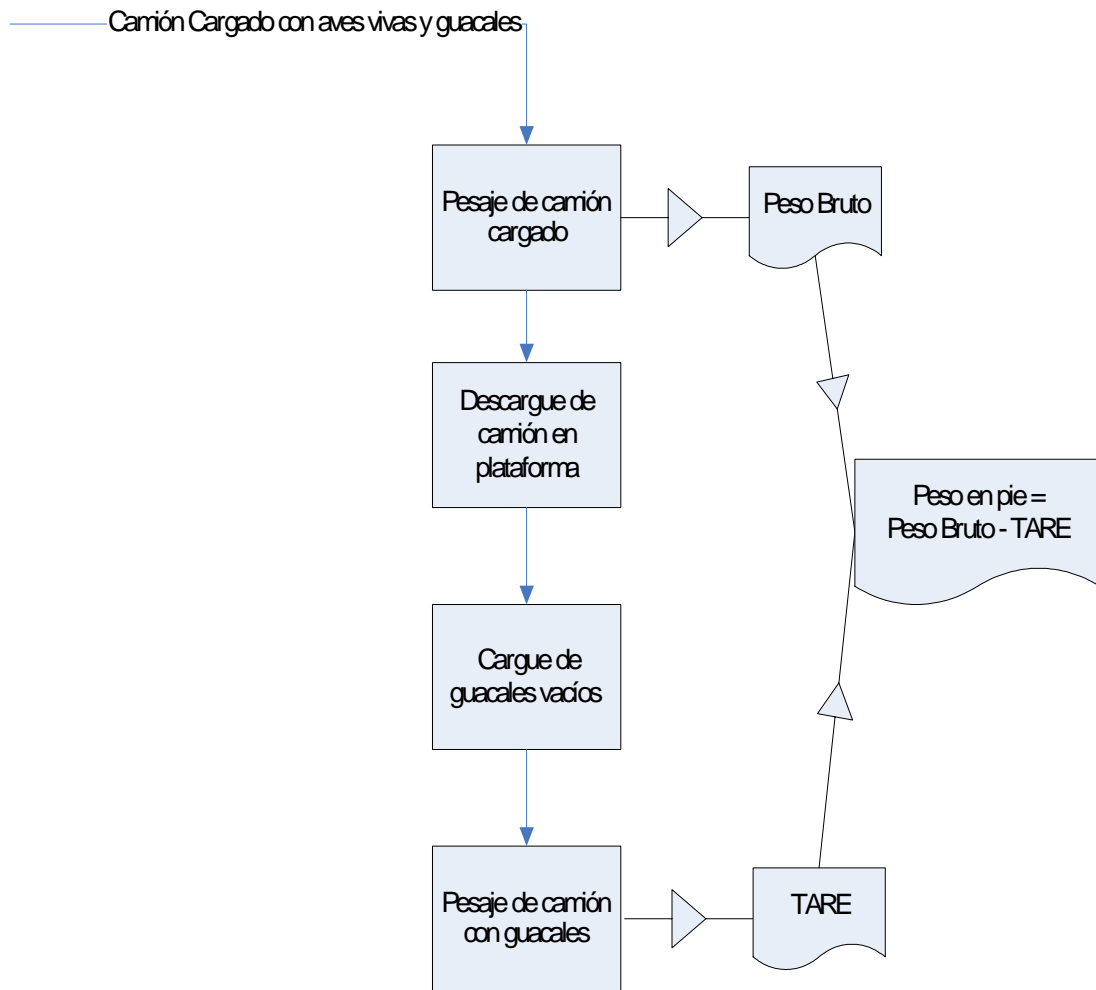 Camión Cargado con aves vivas y guacales
Pesaje de camión
cargado
Peso Bruto
Descargue de
camión en
plataforma
Peso en pie =
Peso Bruto - TARE
Cargue de
guacales vacíos
Pesaje de camión
con guacales
TARE